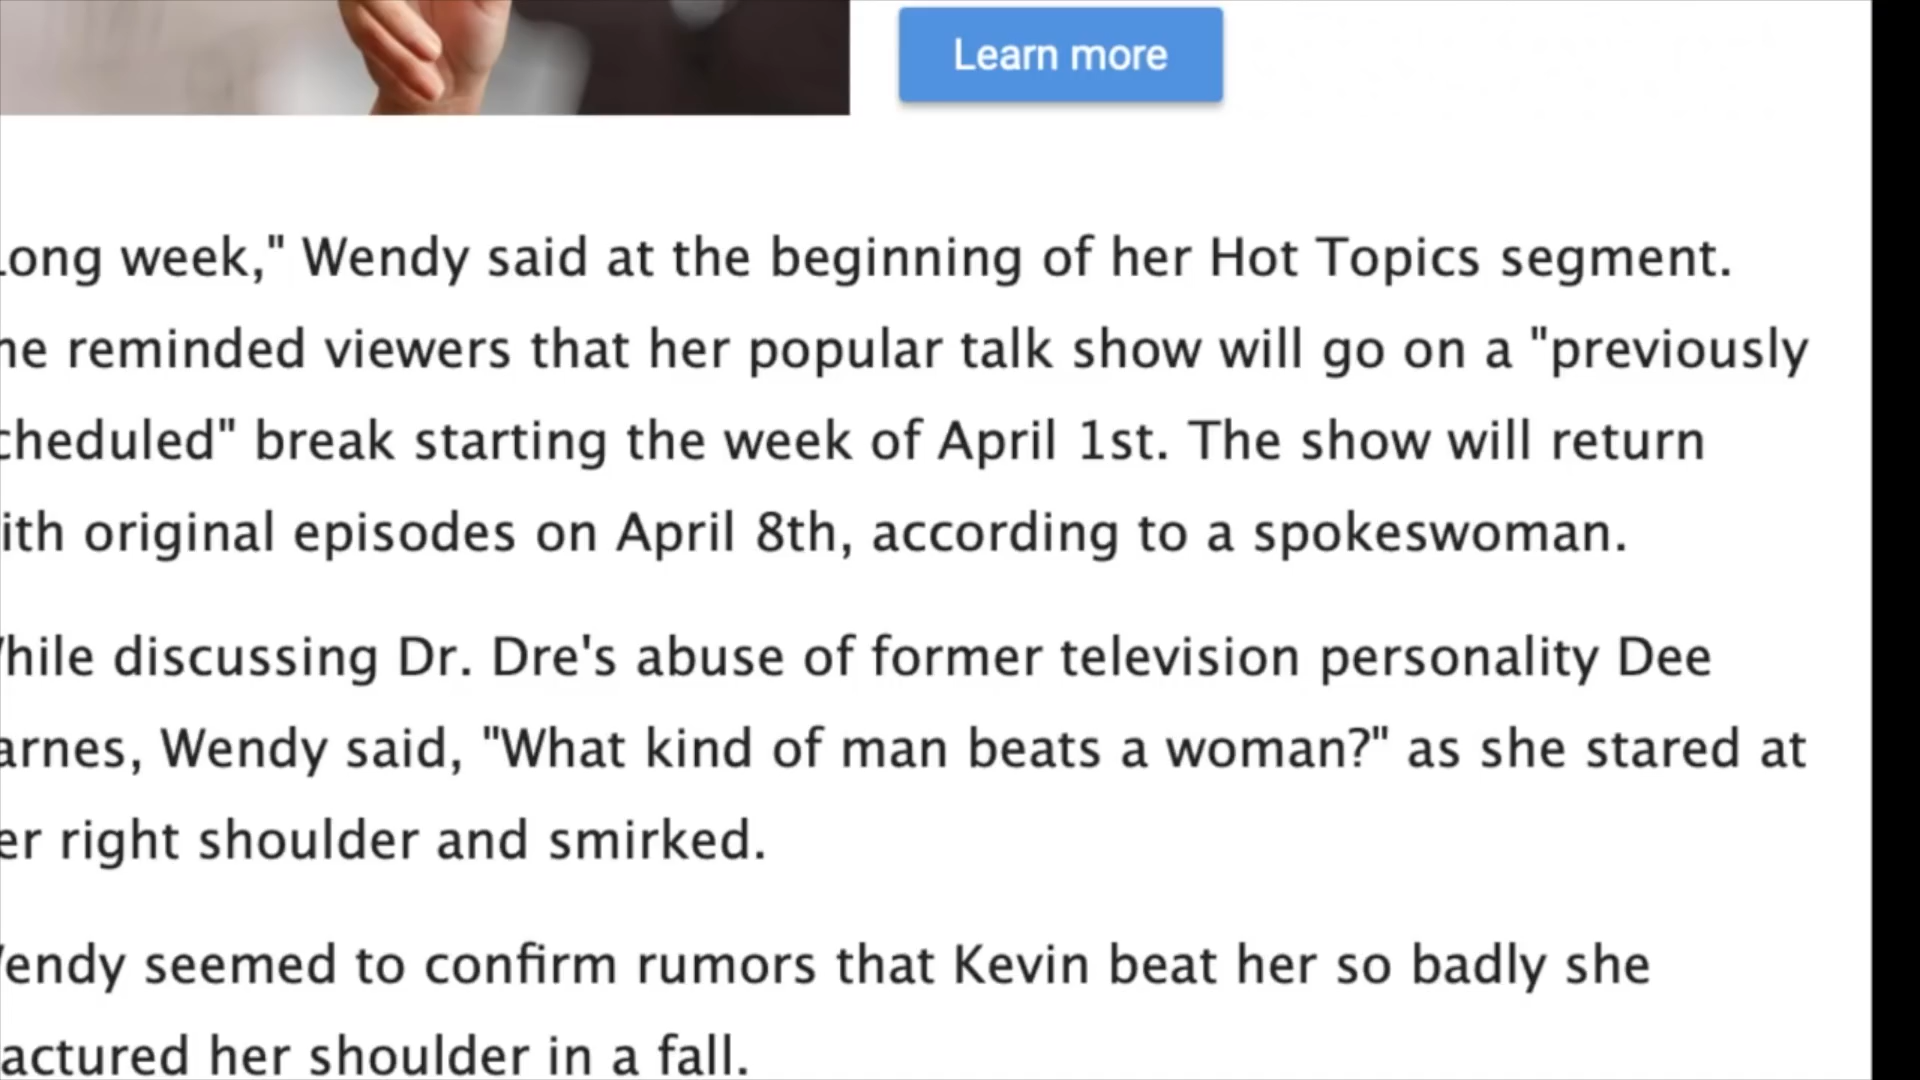 Learn more
ong week," Wendy said at the beginning of her Hot Topics segment.
he reminded viewers that her popular talk show will go on a "previously
cheduled" break starting the week of April 1st. The show will return
ith original episodes on April 8th, according to a spokeswoman.
hile discussing Dr. Dre's abuse of former television personality Dee
arnes, Wendy said, "What kind of man beats a woman?" as she stared at
er right shoulder and smirked.
endy seemed to confirm rumors that Kevin beat her so badly she
actured her shoulder in a fall.